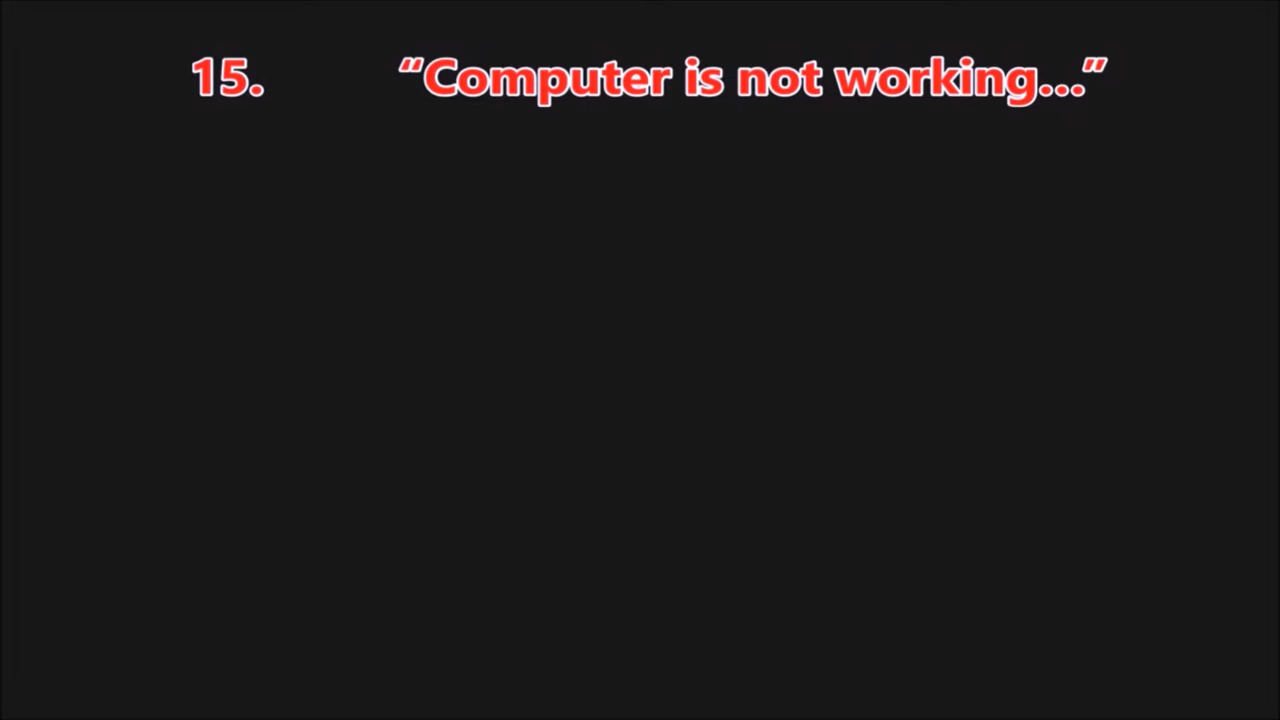 15. “Computer is not working...”